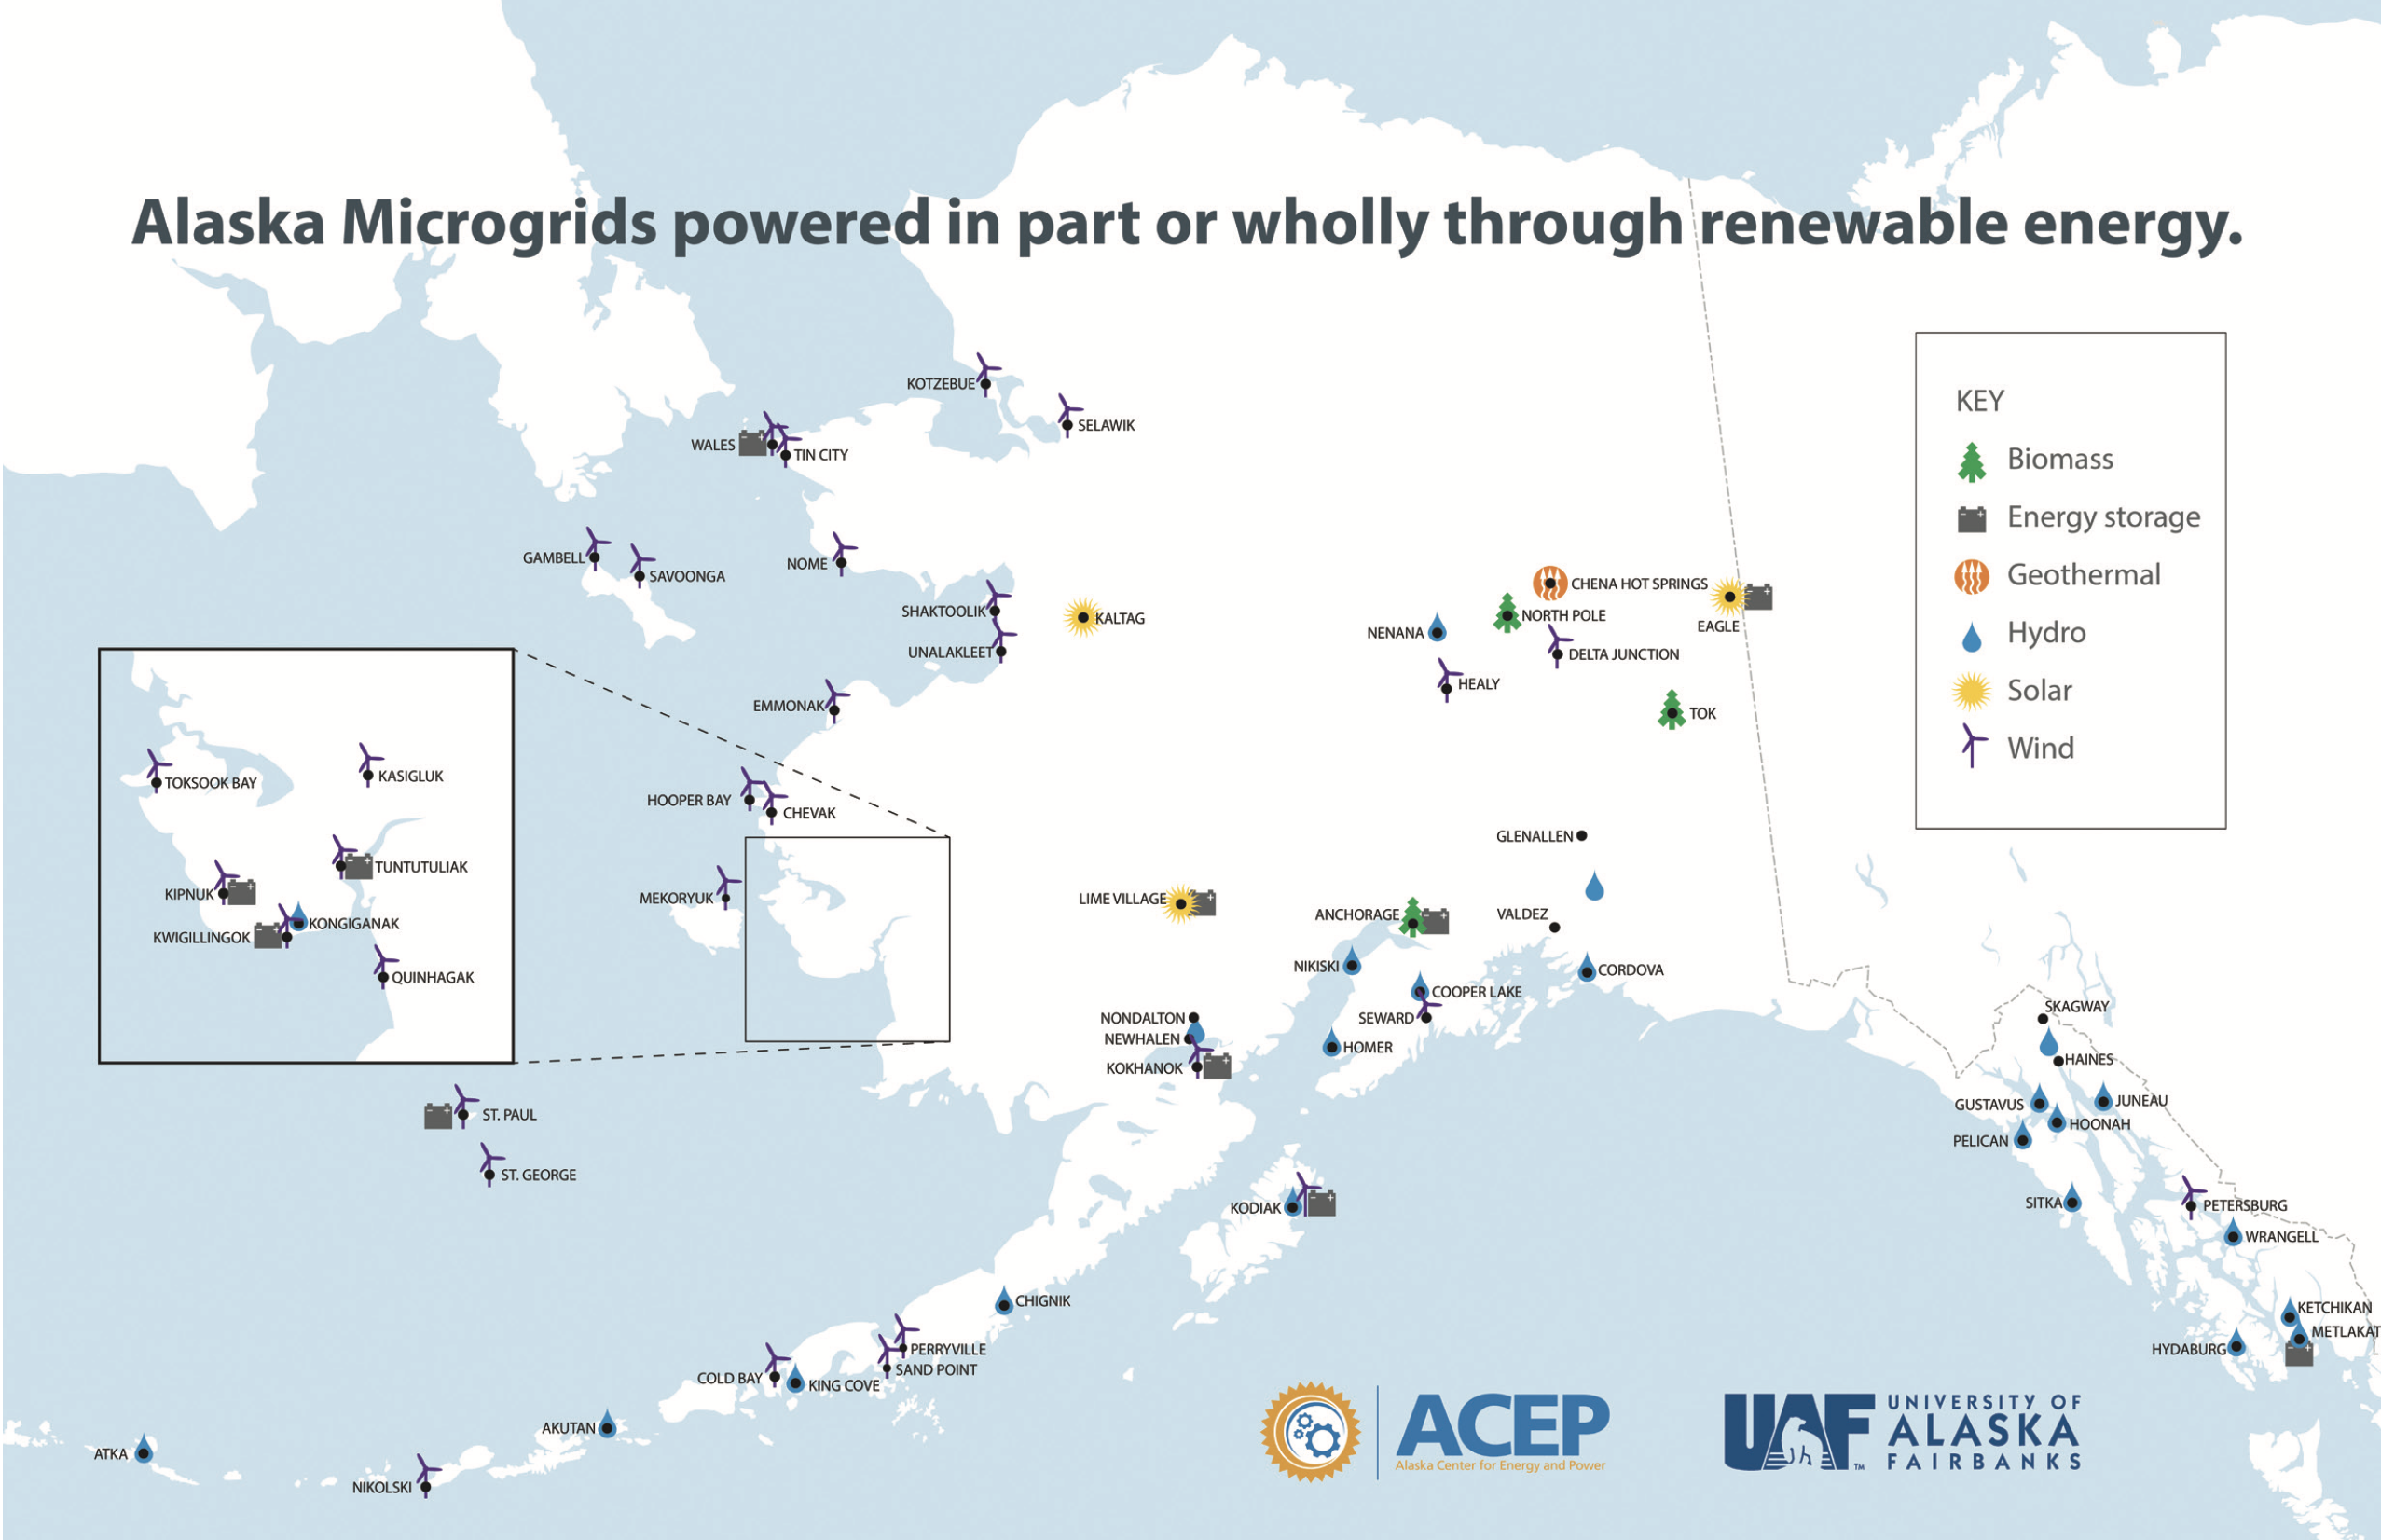 Alaska Microgrids powered in part or wholly through renewable energy.
KOTZEBUE
SELAWIK
WALES
TIN CITY
KEY
Biomass
Energy storage
Geothermal
Hydro
Solar
Wind
GAMBELL
SAVOONGA
NOME
SHAKTOOLIK
UNALAKLEET
KALTAG
CHENA HOT SPRINGS
NORTH POLE
EAGLE
NENANA
DELTA JUNCTION
HEALY
TOK
EMMONAK
HOOPER BAY
CHEVAK
MEKORYUK
TOKSOOK BAY
KASIGLUK
TUNTUTULIAK
KIPNUK
KONGIGANAK
KWIGILLINGOK
QUINHAGAK
GLENALLEN
LIME VILLAGE
ANCHORAGE
VALDEZ
NIKISKI
CORDOVA
COOPER LAKE
SEWARD
NONDALTON
NEWHALEN
HOMER
KOKHANOK
SKAGWAY
HAINES
GUSTAVUS
JUNEAU
HOONAH
PELICAN
SITKA
PETERSBURG
WRANGELL
KETCHIKAN
METLAKAT
HYDABURG
ST. PAUL
ST. GEORGE
KODIAK
CHIGNIK
PERRYVILLE
SAND POINT
COLD BAY
KING COVE
AKUTAN
ATKA
NIKOLSKI
ACEP
Alaska Center for Energy and Power
UAF TM
UNIVERSITY OF
ALASKA
FAIRBANKS